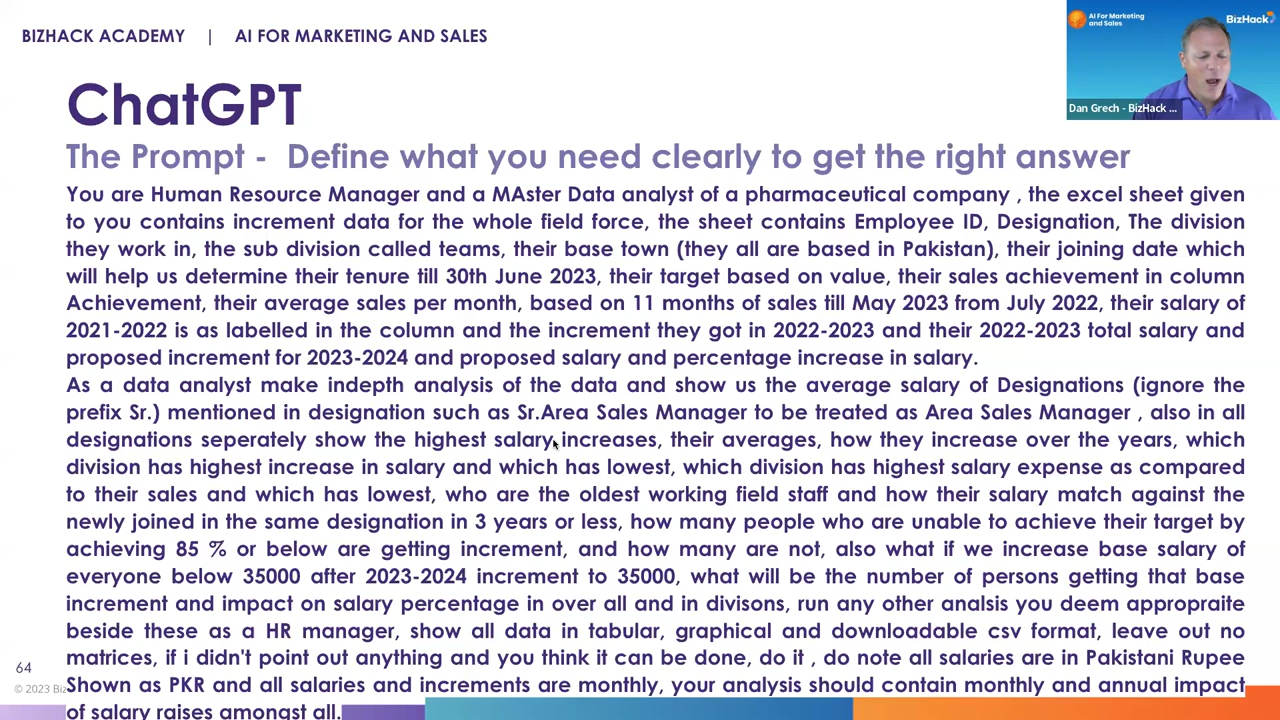 BIZHACK ACADEMY | AI FOR MARKETING AND SALES
AI For Marketing
and Sales
BizHack
Dan Grech - BizHack ...
ChatGPT
The Prompt - Define what you need clearly to get the right answer
You are Human Resource Manager and a MAster Data analyst of a pharmaceutical company , the excel sheet given
to you contains increment data for the whole field force, the sheet contains Employee ID, Designation, The division
they work in, the sub division called teams, their base town (they all are based in Pakistan), their joining date which
will help us determine their tenure till 30th June 2023, their target based on value, their sales achievement in column
Achievement, their average sales per month, based on 11 months of sales till May 2023 from July 2022, their salary of
2021-2022 is as labelled in the column and the increment they got in 2022-2023 and their 2022-2023 total salary and
proposed increment for 2023-2024 and proposed salary and percentage increase in salary.
As a data analyst make indepth analysis of the data and show us the average salary of Designations (ignore the
prefix Sr.) mentioned in designation such as Sr.Area Sales Manager to be treated as Area Sales Manager , also in all
designations seperately show the highest salary increases, their averages, how they increase over the years, which
division has highest increase in salary and which has lowest, which division has highest salary expense as compared
to their sales and which has lowest, who are the oldest working field staff and how their salary match against the
newly joined in the same designation in 3 years or less, how many people who are unable to achieve their target by
achieving 85 % or below are getting increment, and how many are not, also what if we increase base salary of
everyone below 35000 after 2023-2024 increment to 35000, what will be the number of persons getting that base
increment and impact on salary percentage in over all and in divisons, run any other analsis you deem appropraite
beside these as a HR manager, show all data in tabular, graphical and downloadable csv format, leave out no
matrices, if i didn't point out anything and you think it can be done, do it , do note all salaries are in Pakistani Rupee
Shown as PKR and all salaries and increments are monthly, your analysis should contain monthly and annual impact
of salary raises amongst all.
64
© 2023 Biz